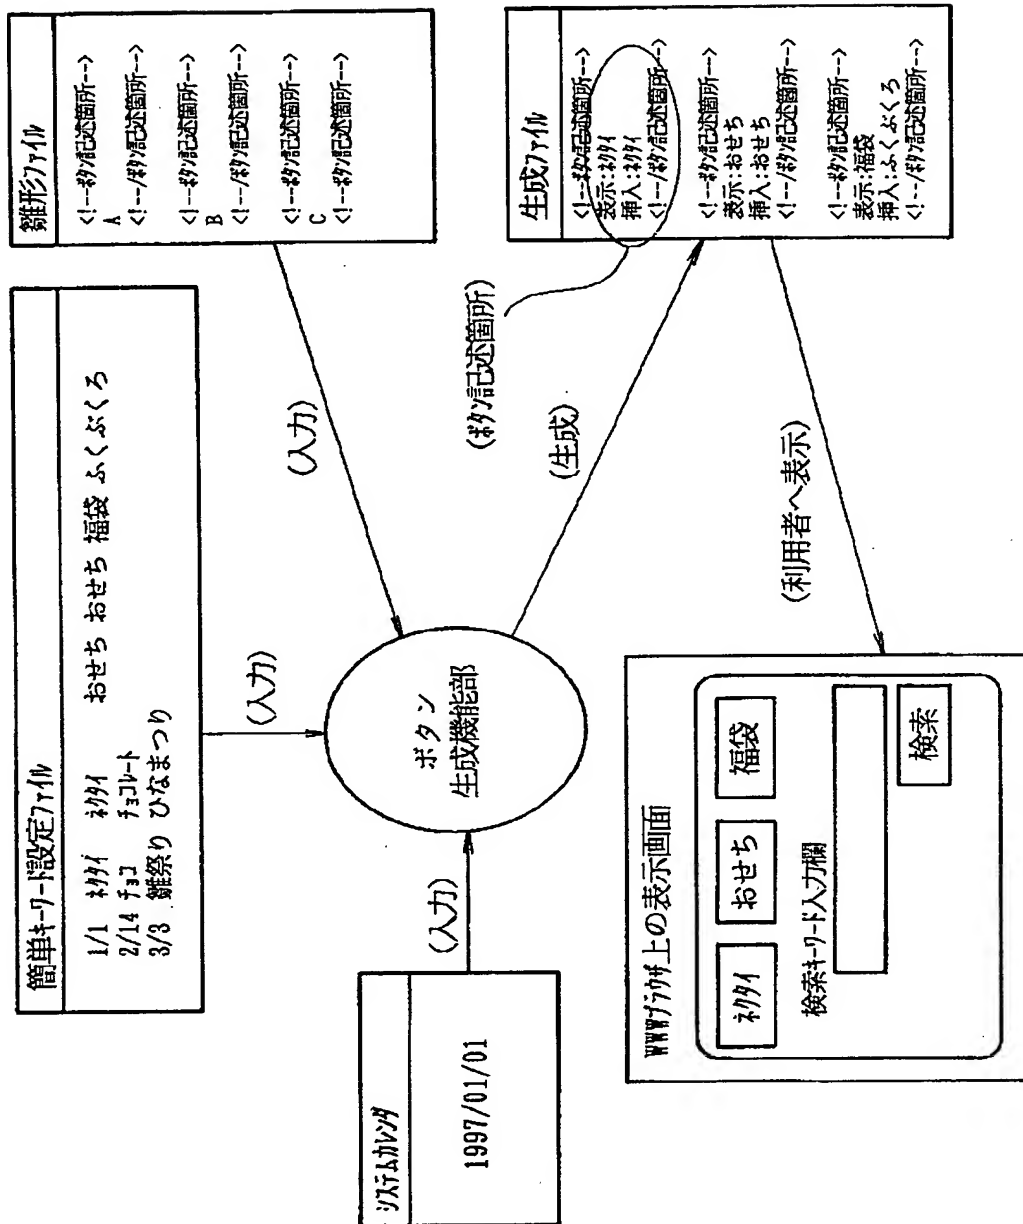 簡単キーワード設定ファイル
1/1 ネクタイ ネクタイ おせち おせち 福袋 ふくぶくろ
2/14 チョコ チョコレート
3/3 雛祭り ひなまつり
雛形ファイル
<!--ボタン記述箇所-->
A
<!--/ボタン記述箇所-->
<!--ボタン記述箇所-->
B
<!--/ボタン記述箇所-->
<!--ボタン記述箇所-->
C
<!--ボタン記述箇所-->
(入力)
(入力)
システムカレンダ
1997/01/01
(入力)
ボタン
生成機能部
(ボタン記述箇所)
(生成)
生成ファイル
<!--ボタン記述箇所-->
表示:ネクタイ
挿入:ネクタイ
<!--/ボタン記述箇所-->
<!--ボタン記述箇所-->
表示:おせち
挿入:おせち
<!--/ボタン記述箇所-->
<!--ボタン記述箇所-->
表示:福袋
挿入:ふくぶくろ
<!--/ボタン記述箇所-->
(利用者へ表示)
WWWブラウザ上の表示画面
ネクタイ
おせち
福袋
検索キーワード入力欄
検索